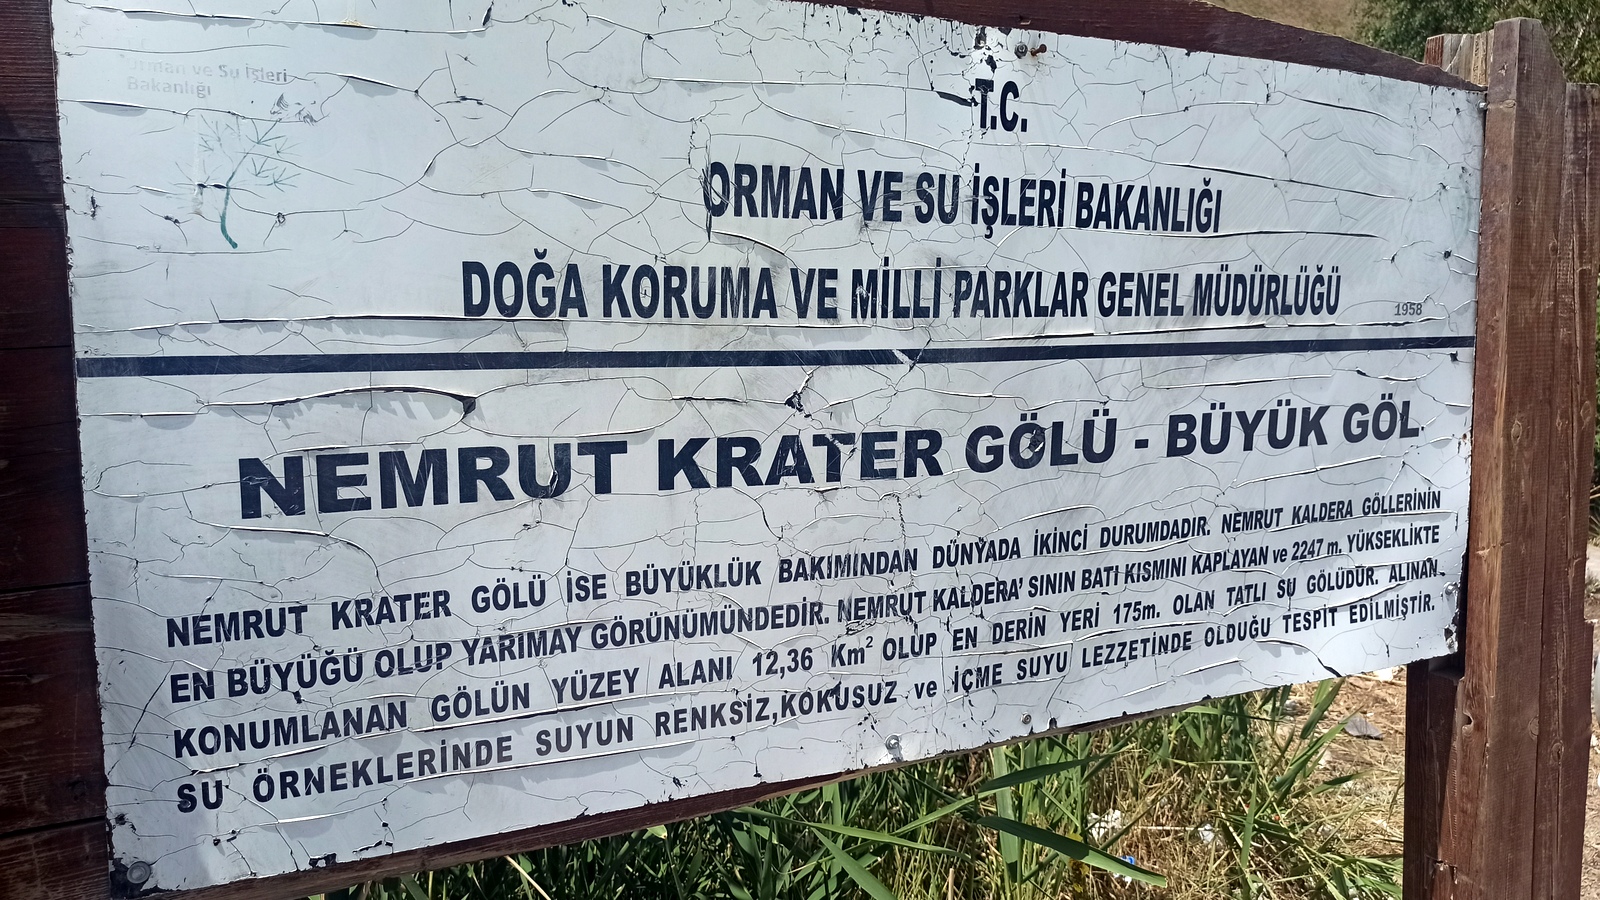 Orman ve Su İşleri
Bakanlığı
T.C.
ORMAN VE SU İŞLERİ BAKANLIĞI
DOĞA KORUMA VE MİLLİ PARKLAR GENEL MÜDÜRLÜĞÜ
1958
NEMRUT KRATER GÖLÜ - BÜYÜK GÖL
NEMRUT KRATER GÖLÜ İSE BÜYÜKLÜK BAKIMINDAN DÜNYADA İKİNCİ DURUMDADIR. NEMRUT KALDERA GÖLLERİNİN
EN BÜYÜĞÜ OLUP YARIMAY GÖRÜNÜMÜNDEDİR. NEMRUT KALDERA' SININ BATI KISMINI KAPLAYAN ve 2247 m. YÜKSEKLİKTE
KONUMLANAN GÖLÜN YÜZEY ALANI 12,36 Km² OLUP EN DERİN YERİ 175m. OLAN TATLI SU GÖLÜDÜR. ALINAN
SU ÖRNEKLERİNDE SUYUN RENKSİZ,KOKUSUZ ve İÇME SUYU LEZZETİNDE OLDUĞU TESPİT EDİLMİŞTİR.